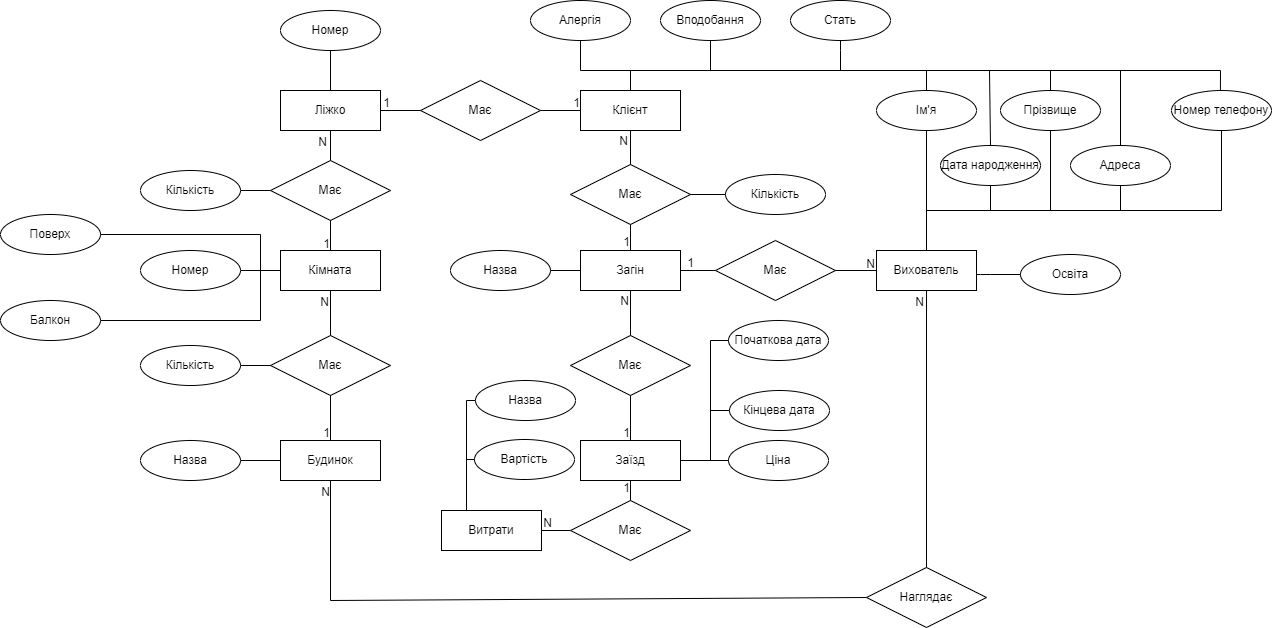 Номер
Алергія
Вподобання
Стать
Ліжко
1
Має
1
Клієнт
Ім'я
Прізвище
Номер телефону
N
N
Дата народження
Адреса
Кількість
Має
Має
Кількість
Поверх
1
1
Номер
Кімната
Назва
Загін
1
Має
N
Вихователь
Освіта
N
N
N
Балкон
Початкова дата
Кількість
Має
Має
Назва
Кінцева дата
1
1
Назва
Будинок
Вартість
Заїзд
Ціна
N
1
Витрати
N
Має
Наглядає